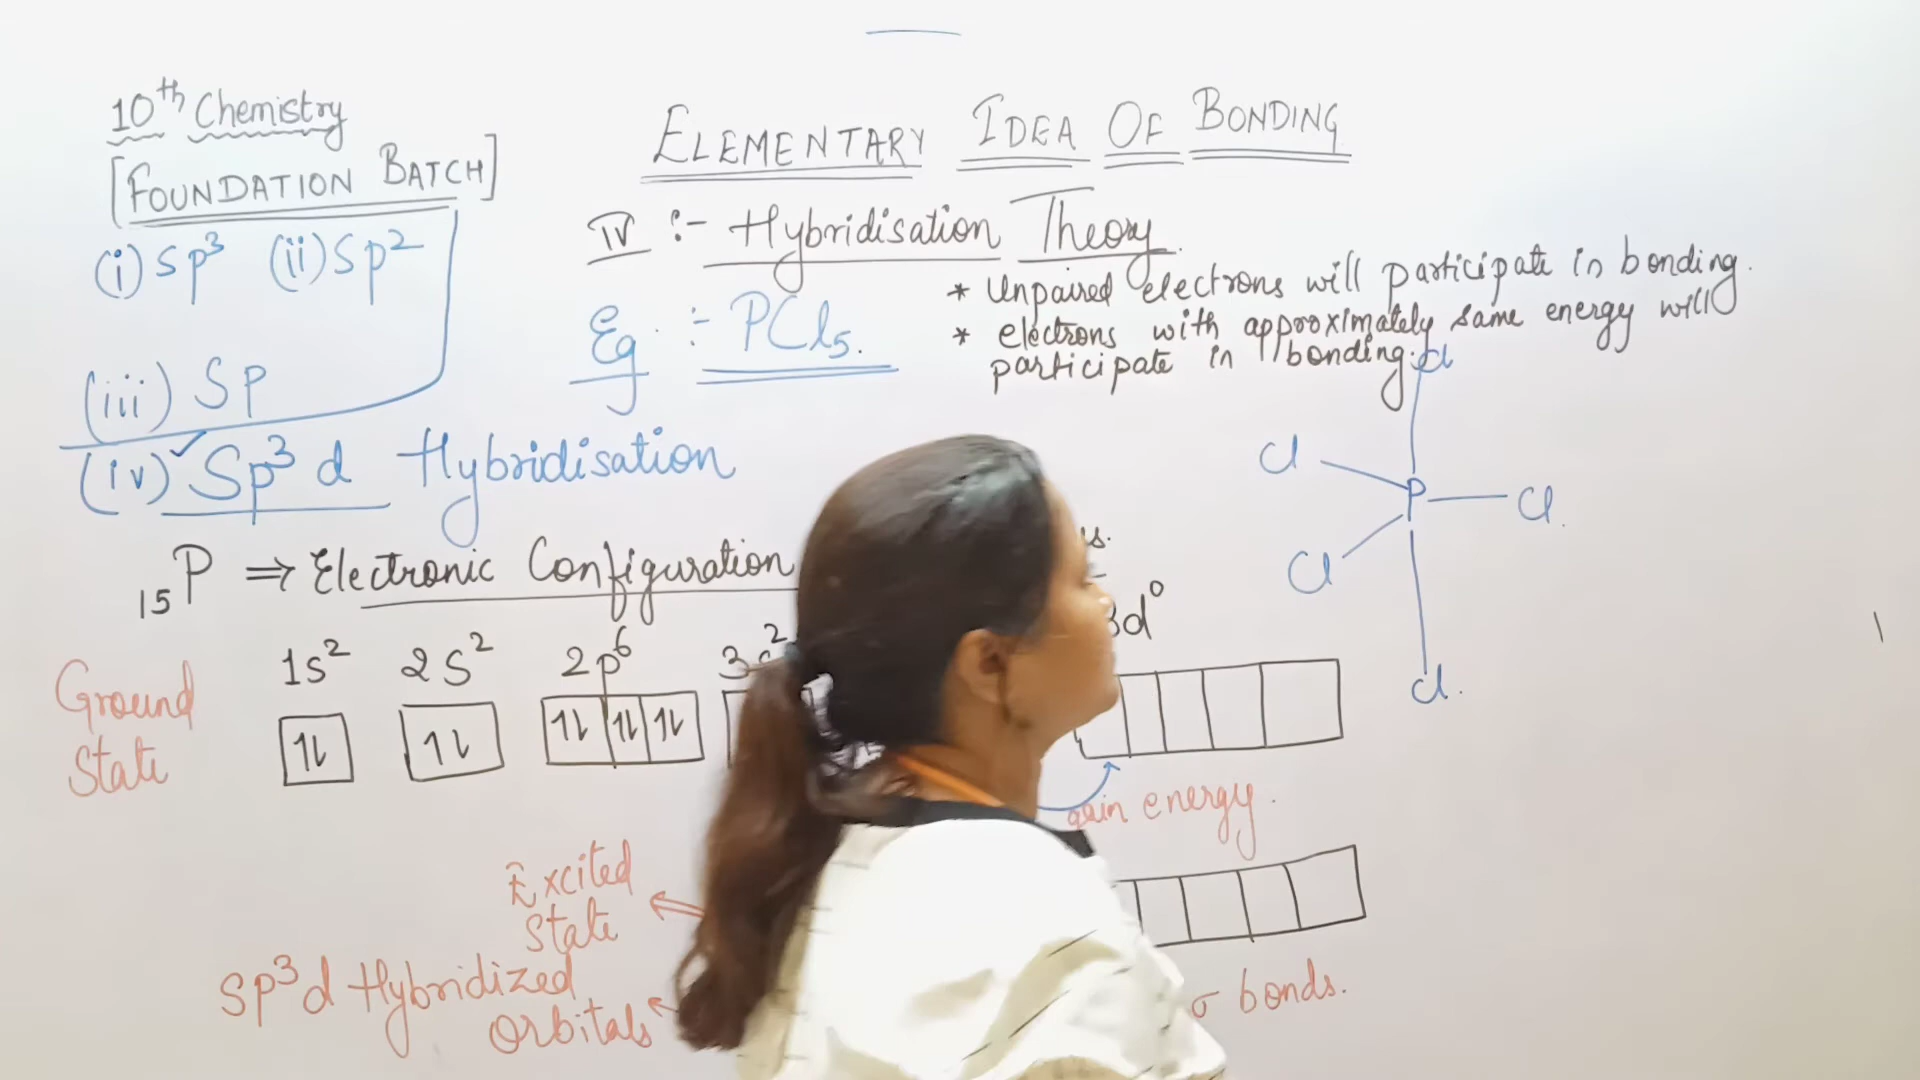 10th Chemistry
[FOUNDATION BATCH]
ELEMENTARY IDEA OF BONDING
IV :- Hybridisation Theory.
(i) Sp³ (ii) Sp²
(iii) Sp
(iv) ✓ Sp³d Hybridisation
Eg :- PCl₅.
* Unpaired electrons will participate in bonding.
* electrons with approximately same energy will
participate in bonding.
Cl
Cl
P
Cl
Cl
Cl.
₁₅P ⇒ Electronic Configuration
Ground
State
1s² 2s² 2p⁶ 3d⁰
1l 1l 1l 1l 1l
gain energy.
Excited
State
Sp³d Hybridized
Orbitals
σ bonds.